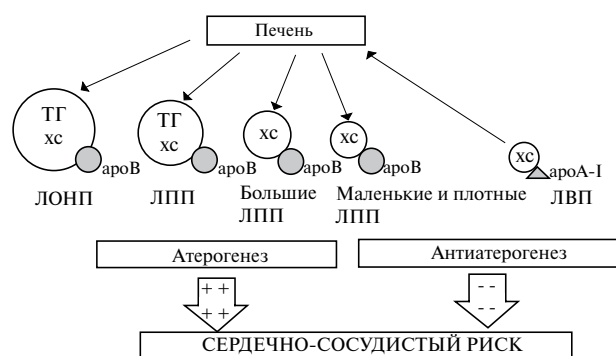 Печень
ТГ
хс
ТГ
хс
хс
хс
хс
apoB
apoB
apoB
apoB
apoA-I
ЛОНП
ЛПП
Большие
ЛПП
Маленькие и плотные
ЛПП
ЛВП
Атерогенез
Антиатерогенез
+ +
+ +
- -
- -
СЕРДЕЧНО-СОСУДИСТЫЙ РИСК